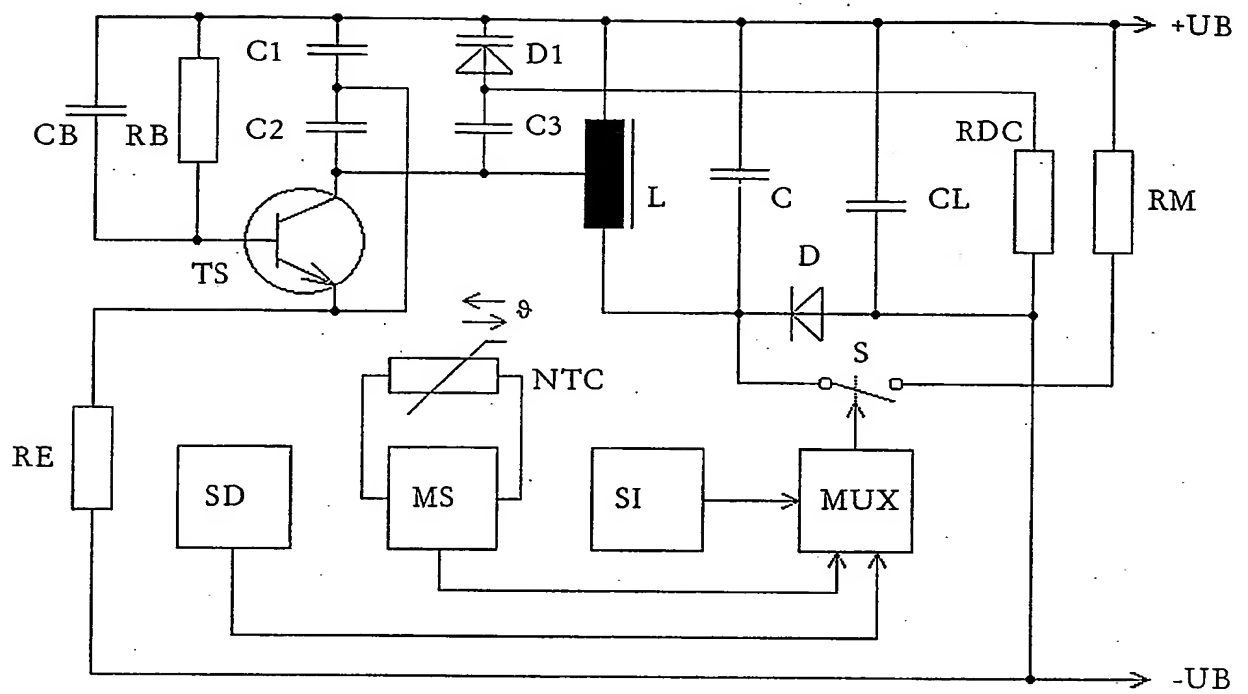 +UB
C1
D1
CB
RB
C2
C3
RDC
L
C
CL
RM
TS
D
ϑ
S
NTC
RE
SD
MS
SI
MUX
-UB